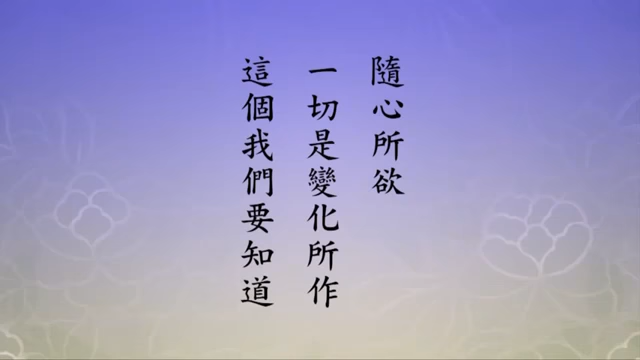 隨心所欲
一切是變化所作
這個我們要知道